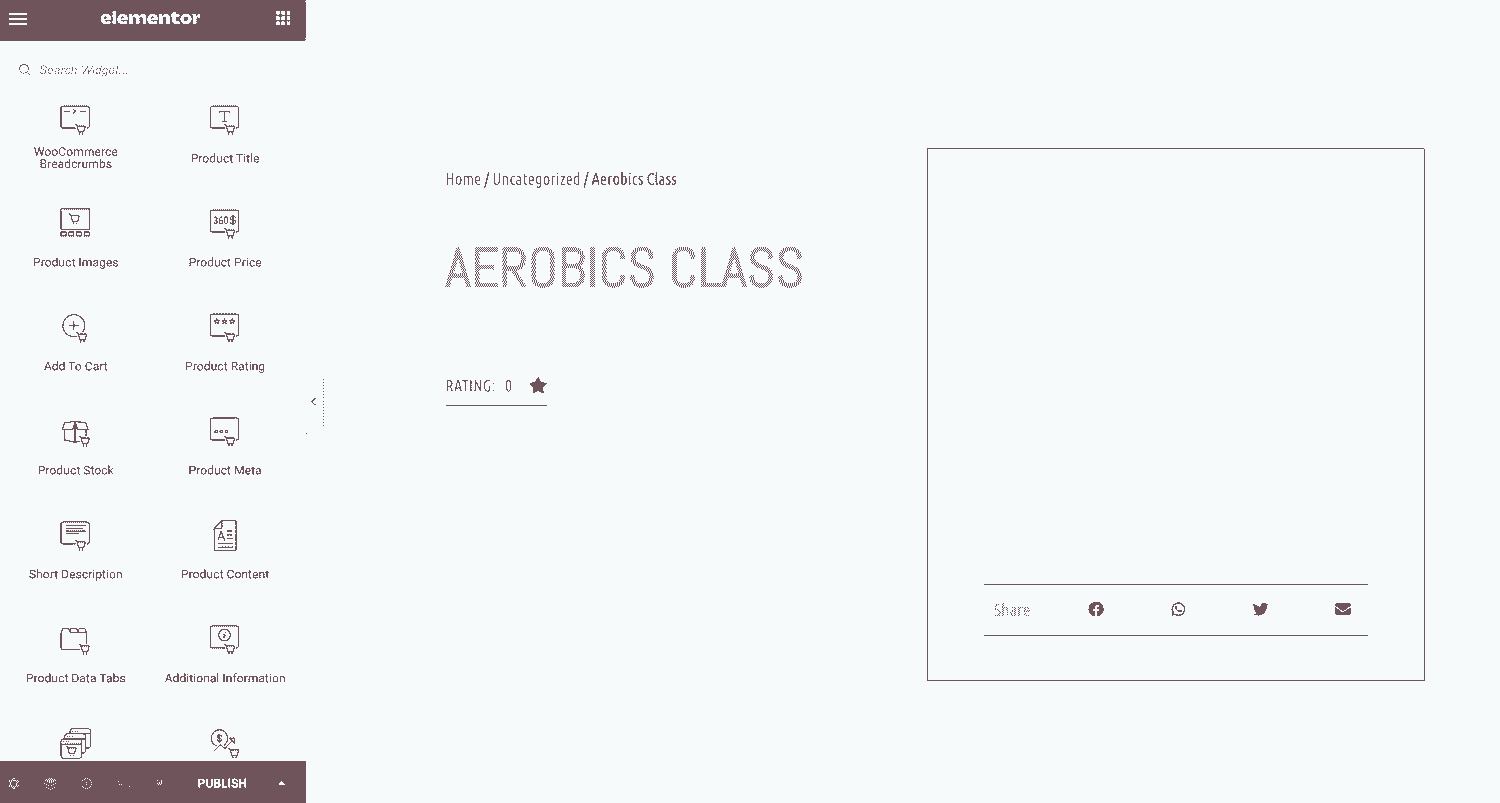 elementor
Search Widget...
WooCommerce
Breadcrumbs
Product Title
Product Images
360$
Product Price
Add To Cart
Product Rating
Product Stock
Product Meta
Short Description
Product Content
Product Data Tabs
Additional Information
PUBLISH
Home / Uncategorized / Aerobics Class
AEROBICS CLASS
RATING: 0
Share